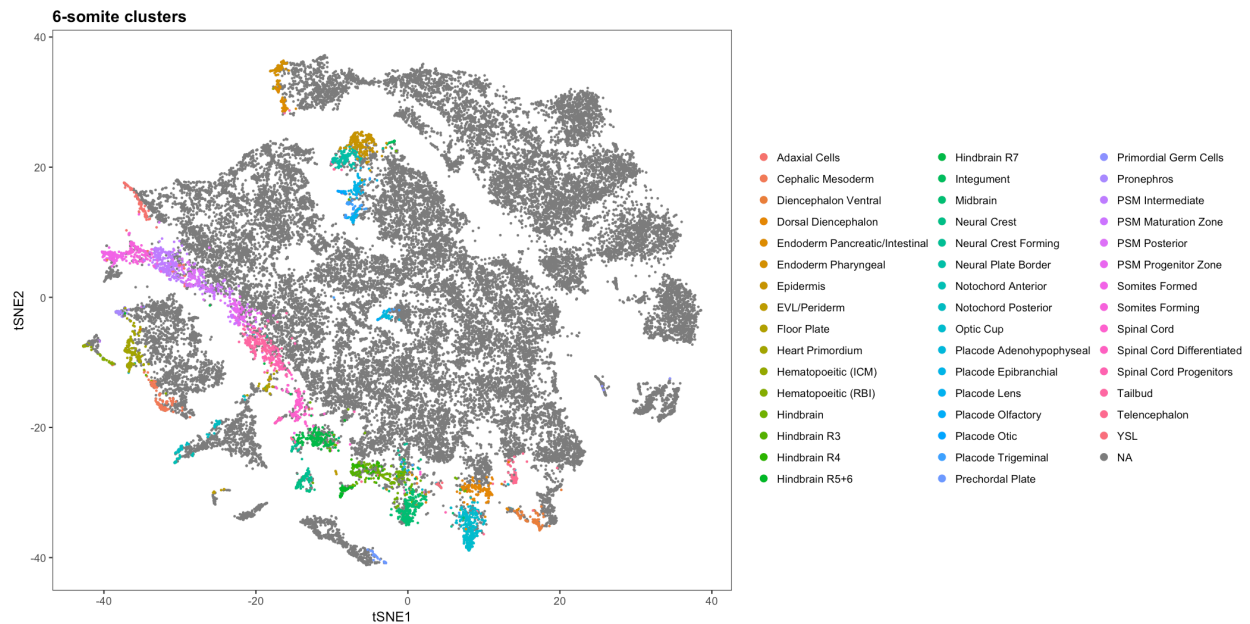 6-somite clusters
40
20
0
-20
-40
tSNE2
-40
-20
0
20
40
tSNE1
Adaxial Cells
Cephalic Mesoderm
Diencephalon Ventral
Dorsal Diencephalon
Endoderm Pancreatic/Intestinal
Endoderm Pharyngeal
Epidermis
EVL/Periderm
Floor Plate
Heart Primordium
Hematopoeitic (ICM)
Hematopoeitic (RBI)
Hindbrain
Hindbrain R3
Hindbrain R4
Hindbrain R5+6
Hindbrain R7
Integument
Midbrain
Neural Crest
Neural Crest Forming
Neural Plate Border
Notochord Anterior
Notochord Posterior
Optic Cup
Placode Adenohypophyseal
Placode Epibranchial
Placode Lens
Placode Olfactory
Placode Otic
Placode Trigeminal
Prechordal Plate
Primordial Germ Cells
Pronephros
PSM Intermediate
PSM Maturation Zone
PSM Posterior
PSM Progenitor Zone
Somites Formed
Somites Forming
Spinal Cord
Spinal Cord Differentiated
Spinal Cord Progenitors
Tailbud
Telencephalon
YSL
NA